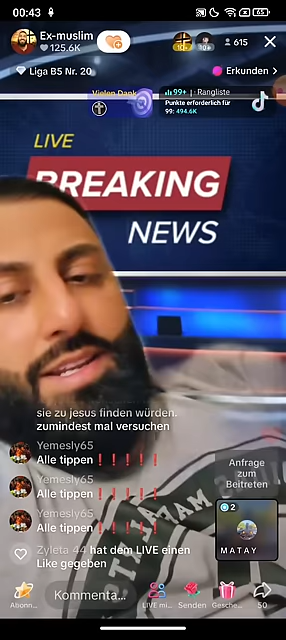 00:43
65
Ex-muslim
125.6K
615
Liga B5 Nr. 20
Erkunden >
Vielen Dank
99+ | Rangliste
Punkte erforderlich für
99: 494.6K
LIVE
BREAKING
NEWS
sie zu jesus finden würden.
zumindest mal versuchen
Yemesly65
Alle tippen❗❗❗❗❗
Yemesly65
Alle tippen❗❗❗❗❗
Yemesly65
Alle tippen❗❗❗❗❗
Zyleta 44 hat dem LIVE einen
Like gegeben
Anfrage
zum
Beitreten
2
MATAY
Kommenta...
Abonn...
LIVE mi...
Senden
Gesche...
50